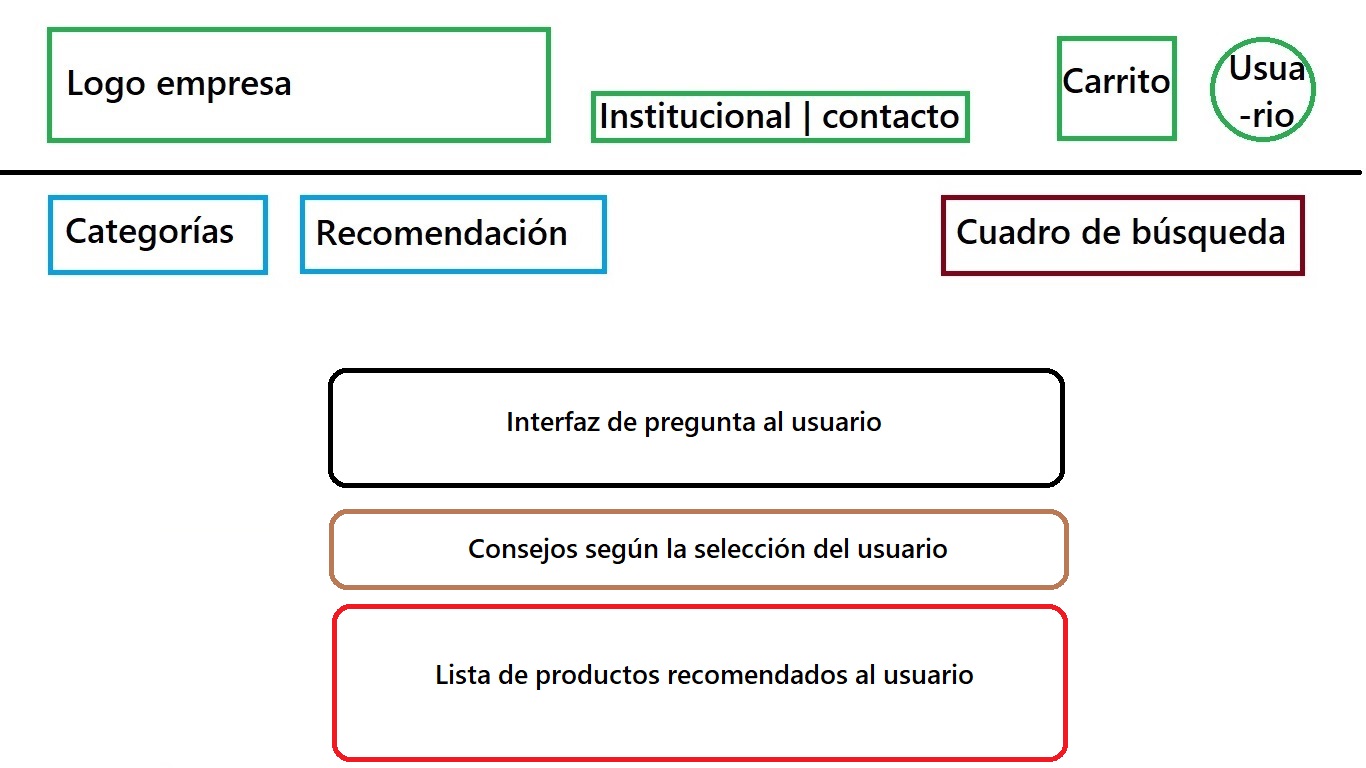 Logo empresa
Institucional | contacto
Carrito
Usua
-rio
Categorías
Recomendación
Cuadro de búsqueda
Interfaz de pregunta al usuario
Consejos según la selección del usuario
Lista de productos recomendados al usuario